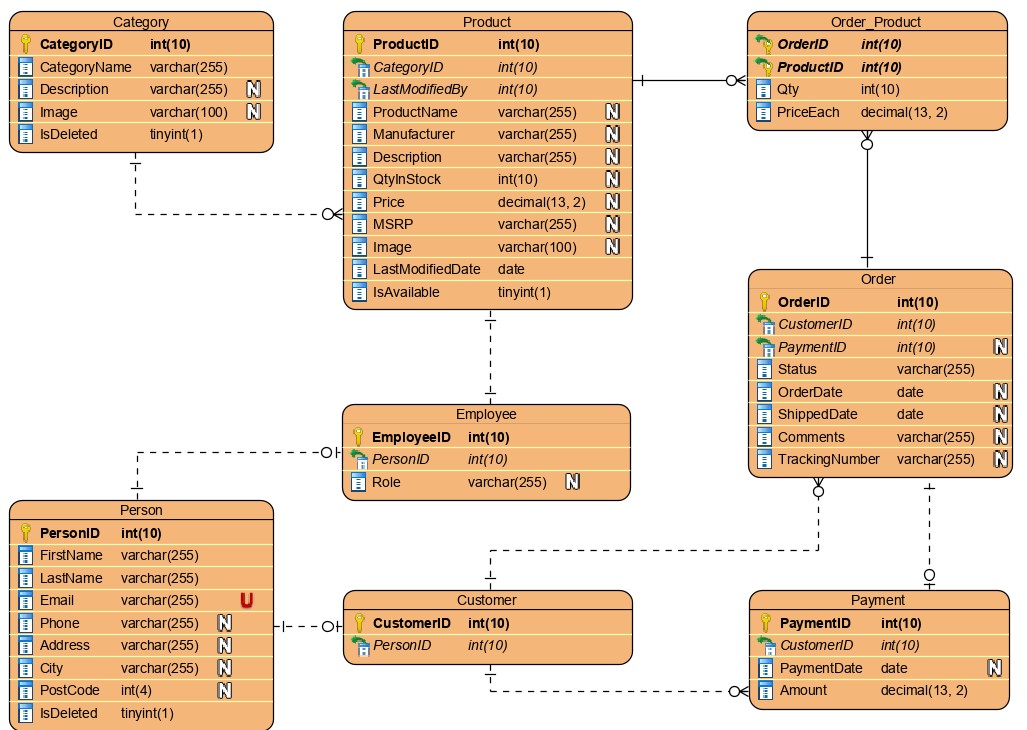 Category
CategoryID int(10)
CategoryName varchar(255)
Description varchar(255) N
Image varchar(100) N
IsDeleted tinyint(1)
Product
ProductID int(10)
CategoryID int(10)
LastModifiedBy int(10)
ProductName varchar(255) N
Manufacturer varchar(255) N
Description varchar(255) N
QtyInStock int(10) N
Price decimal(13, 2) N
MSRP varchar(255) N
Image varchar(100) N
LastModifiedDate date
IsAvailable tinyint(1)
Order_Product
OrderID int(10)
ProductID int(10)
Qty int(10)
PriceEach decimal(13, 2)
Order
OrderID int(10)
CustomerID int(10)
PaymentID int(10) N
Status varchar(255)
OrderDate date N
ShippedDate date N
Comments varchar(255) N
TrackingNumber varchar(255) N
Employee
EmployeeID int(10)
PersonID int(10)
Role varchar(255) N
Person
PersonID int(10)
FirstName varchar(255)
LastName varchar(255)
Email varchar(255) U
Phone varchar(255) N
Address varchar(255) N
City varchar(255) N
PostCode int(4) N
IsDeleted tinyint(1)
Customer
CustomerID int(10)
PersonID int(10)
Payment
PaymentID int(10)
CustomerID int(10)
PaymentDate date N
Amount decimal(13, 2)